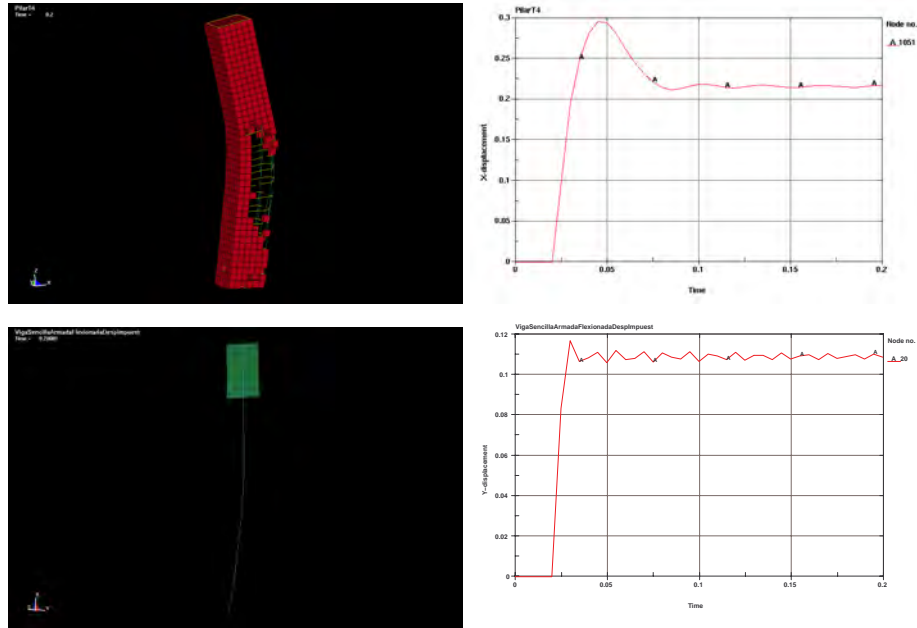 PilarT4
Time = 0.2
PilarT4
Node no.
A 1051
X-displacement
0.3
0.25
0.2
0.15
0.1
0.05
0
A
A
A
A
A
0
0.05
0.1
0.15
0.2
Time
VigaSencillaArmadaFlexionadaDespImpuest
VigaSencillaArmadaFlexionadaDespImpuest
Node no.
A 20
Y-displacement
0.12
0.1
0.08
0.06
0.04
0.02
0
A
A
A
A
A
0
0.05
0.1
0.15
0.2
Time